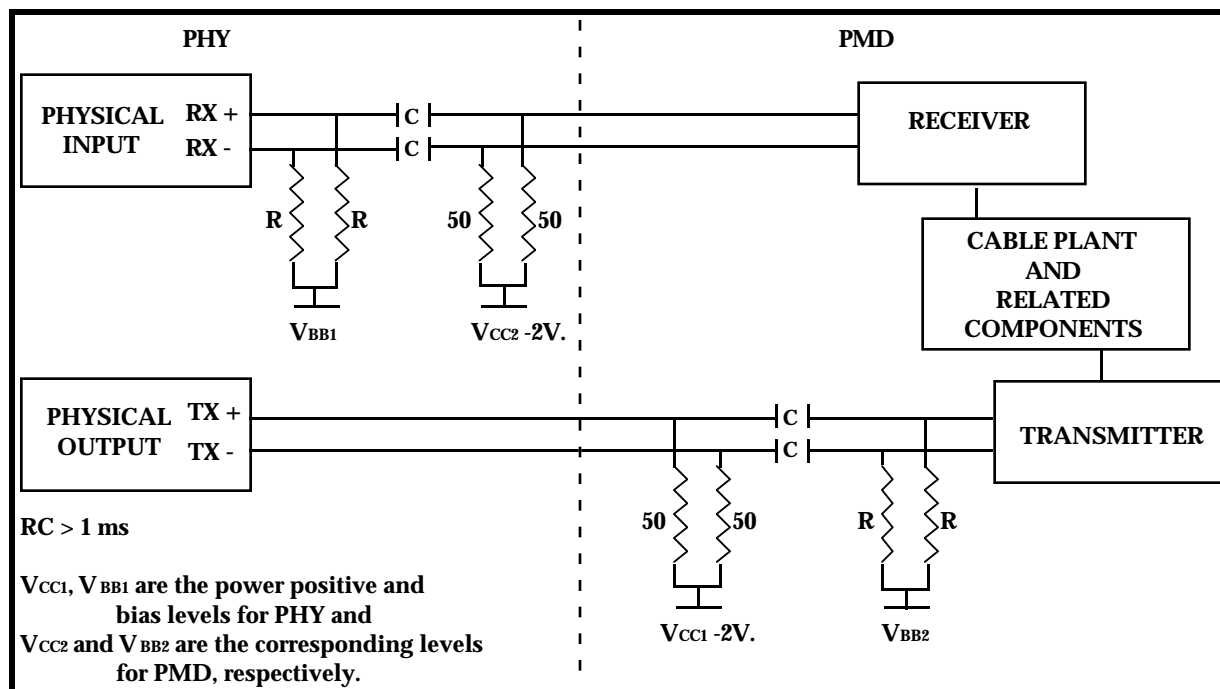 PHY
PMD
PHYSICAL
INPUT
RX +
RX -
C
C
R
R
50
50
VBB1
VCC2 -2V.
RECEIVER
CABLE PLANT
AND
RELATED
COMPONENTS
PHYSICAL
OUTPUT
TX +
TX -
C
C
TRANSMITTER
50
50
R
R
VCC1 -2V.
VBB2
RC > 1 ms
VCC1, VBB1 are the power positive and
bias levels for PHY and
VCC2 and VBB2 are the corresponding levels
for PMD, respectively.